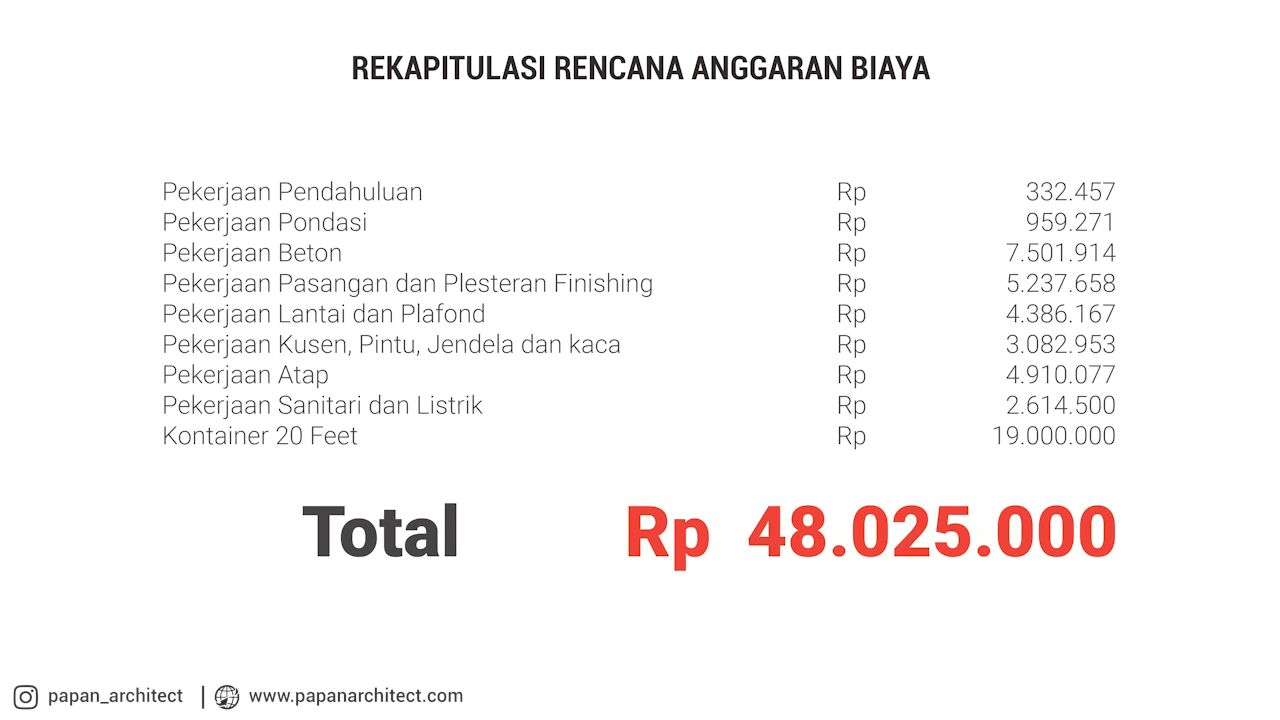 REKAPITULASI RENCANA ANGGARAN BIAYA
Pekerjaan Pendahuluan Rp 332.457
Pekerjaan Pondasi Rp 959.271
Pekerjaan Beton Rp 7.501.914
Pekerjaan Pasangan dan Plesteran Finishing Rp 5.237.658
Pekerjaan Lantai dan Plafond Rp 4.386.167
Pekerjaan Kusen, Pintu, Jendela dan kaca Rp 3.082.953
Pekerjaan Atap Rp 4.910.077
Pekerjaan Sanitari dan Listrik Rp 2.614.500
Kontainer 20 Feet Rp 19.000.000
Total Rp 48.025.000
papan_architect | www.papanarchitect.com